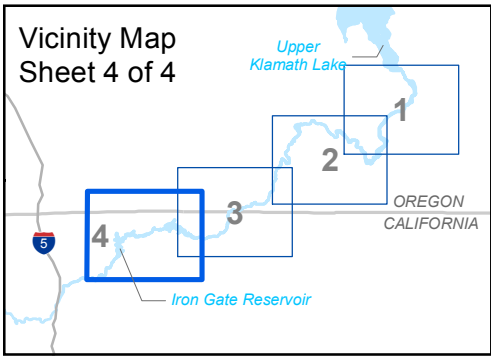 Vicinity Map
Sheet 4 of 4
Upper
Klamath Lake
1
2
OREGON
3
CALIFORNIA
4
5
Iron Gate Reservoir